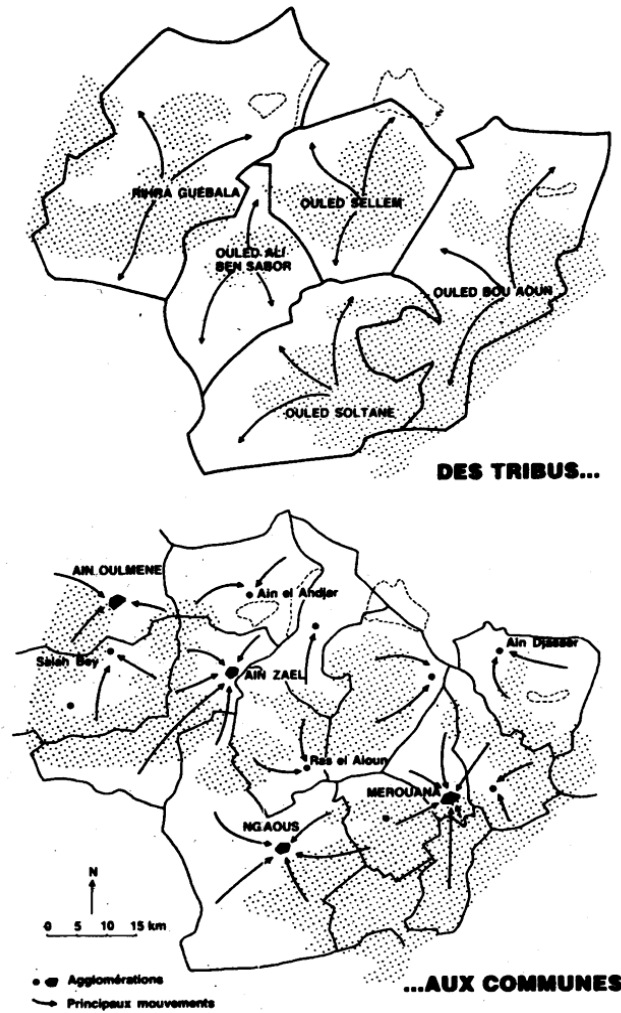 RIHRA GUEBALA
OULED SELLEM
OULED ALI
BEN SABOR
OULED BOU AOUR
OULED SOLTANE
DES TRIBUS...
AIN OULMENE
Ain el Ahdjar
Salah Bey
Ain Djasser
AIN ZAEL
Ras el Aioun
MEROUANA
NGAOUS
N
0 5 10 15 km
Agglomérations
Principaux mouvements
...AUX COMMUNES